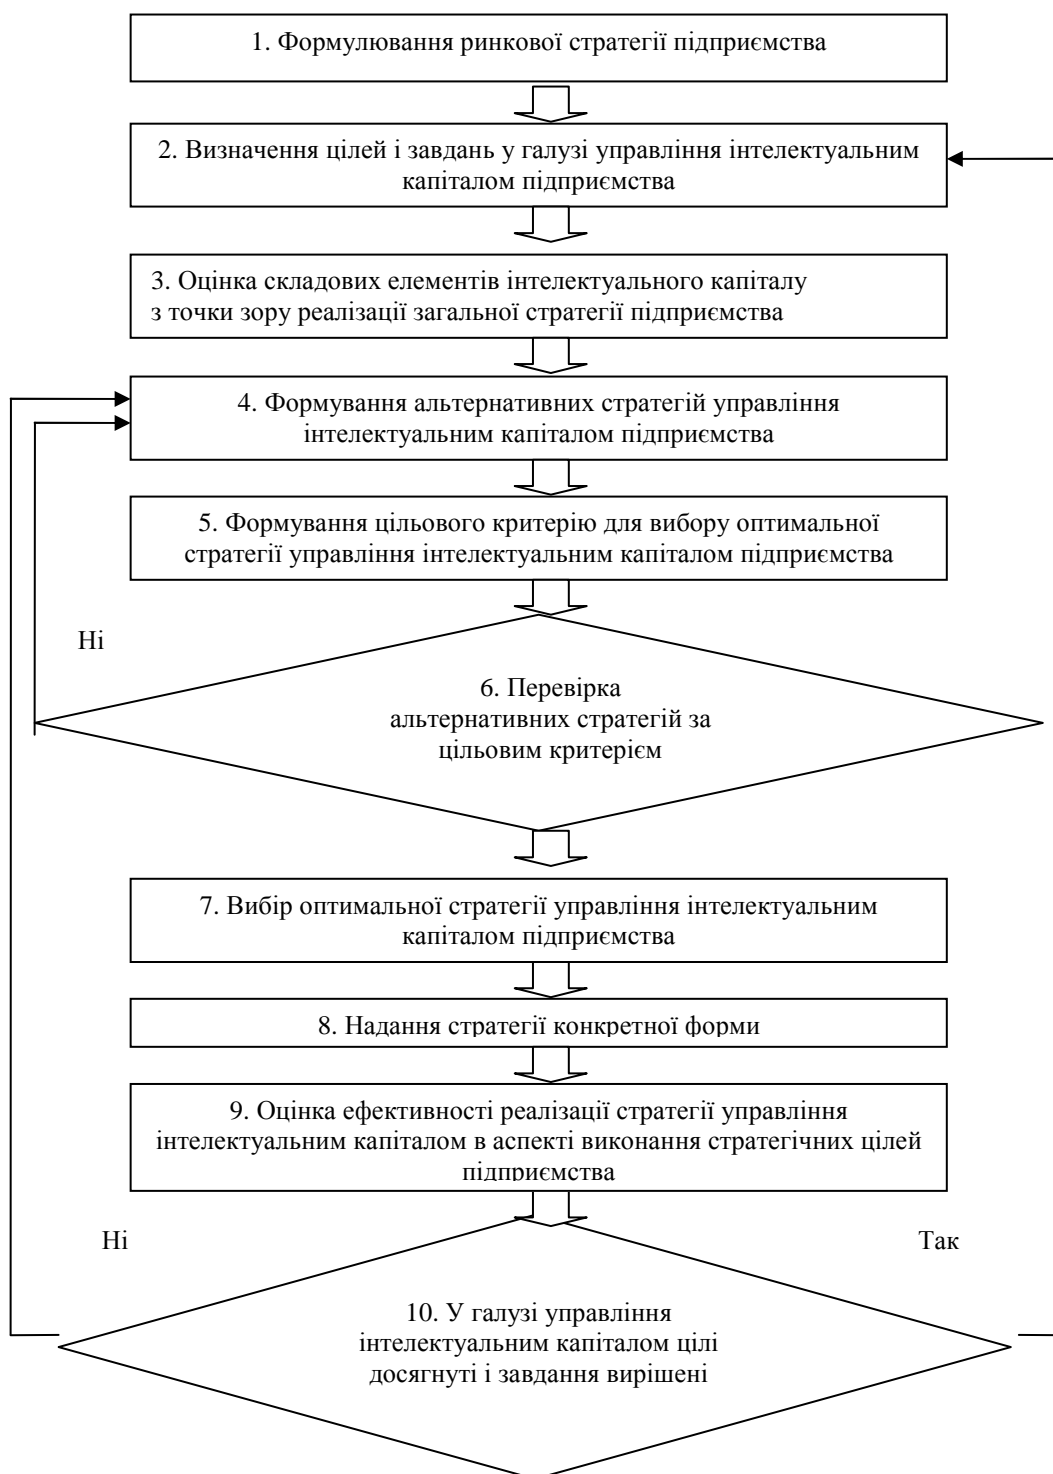 1. Формулювання ринкової стратегії підприємства
2. Визначення цілей і завдань у галузі управління інтелектуальним
капіталом підприємства
3. Оцінка складових елементів інтелектуального капіталу
з точки зору реалізації загальної стратегії підприємства
4. Формування альтернативних стратегій управління
інтелектуальним капіталом підприємства
5. Формування цільового критерію для вибору оптимальної
стратегії управління інтелектуальним капіталом підприємства
Ні
6. Перевірка
альтернативних стратегій за
цільовим критерієм
7. Вибір оптимальної стратегії управління інтелектуальним
капіталом підприємства
8. Надання стратегії конкретної форми
9. Оцінка ефективності реалізації стратегії управління
інтелектуальним капіталом в аспекті виконання стратегічних цілей
підприємства
Ні
Так
10. У галузі управління
інтелектуальним капіталом цілі
досягнуті і завдання вирішені